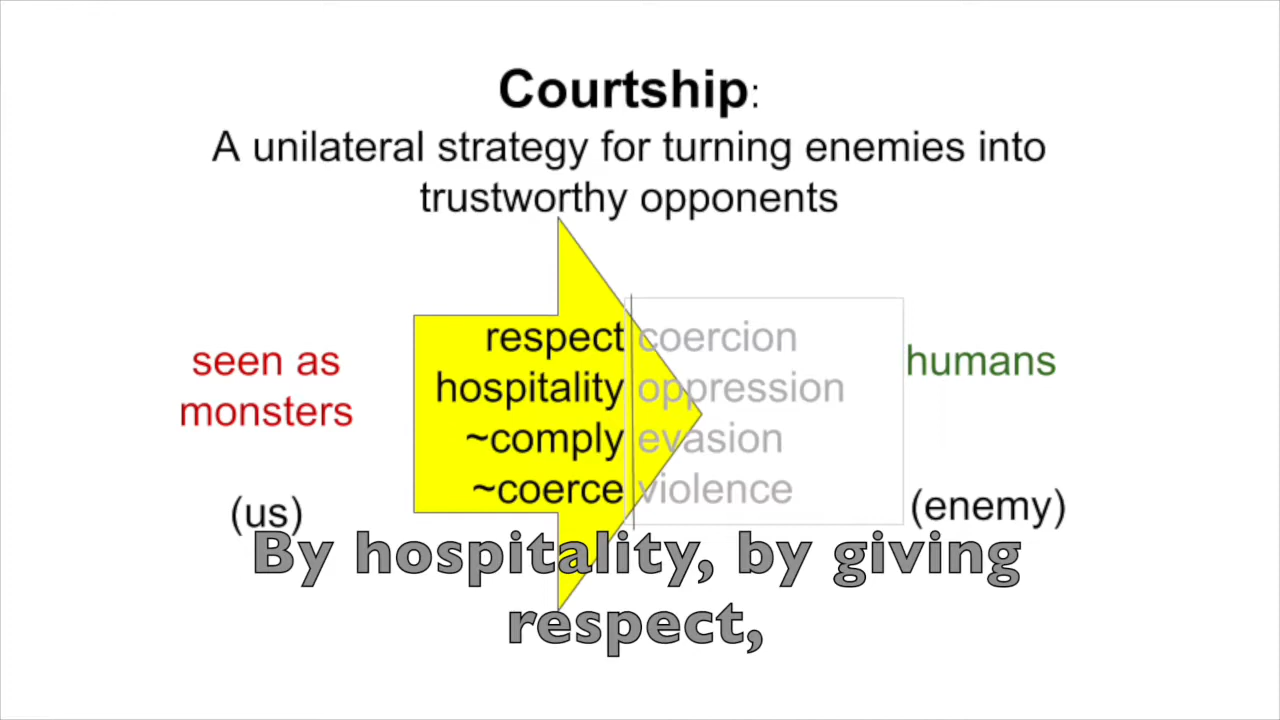 Courtship:
A unilateral strategy for turning enemies into
trustworthy opponents
seen as
monsters
(us)
respect
hospitality
~comply
~coerce
coercion
oppression
evasion
violence
humans
(enemy)
By hospitality, by giving
respect,